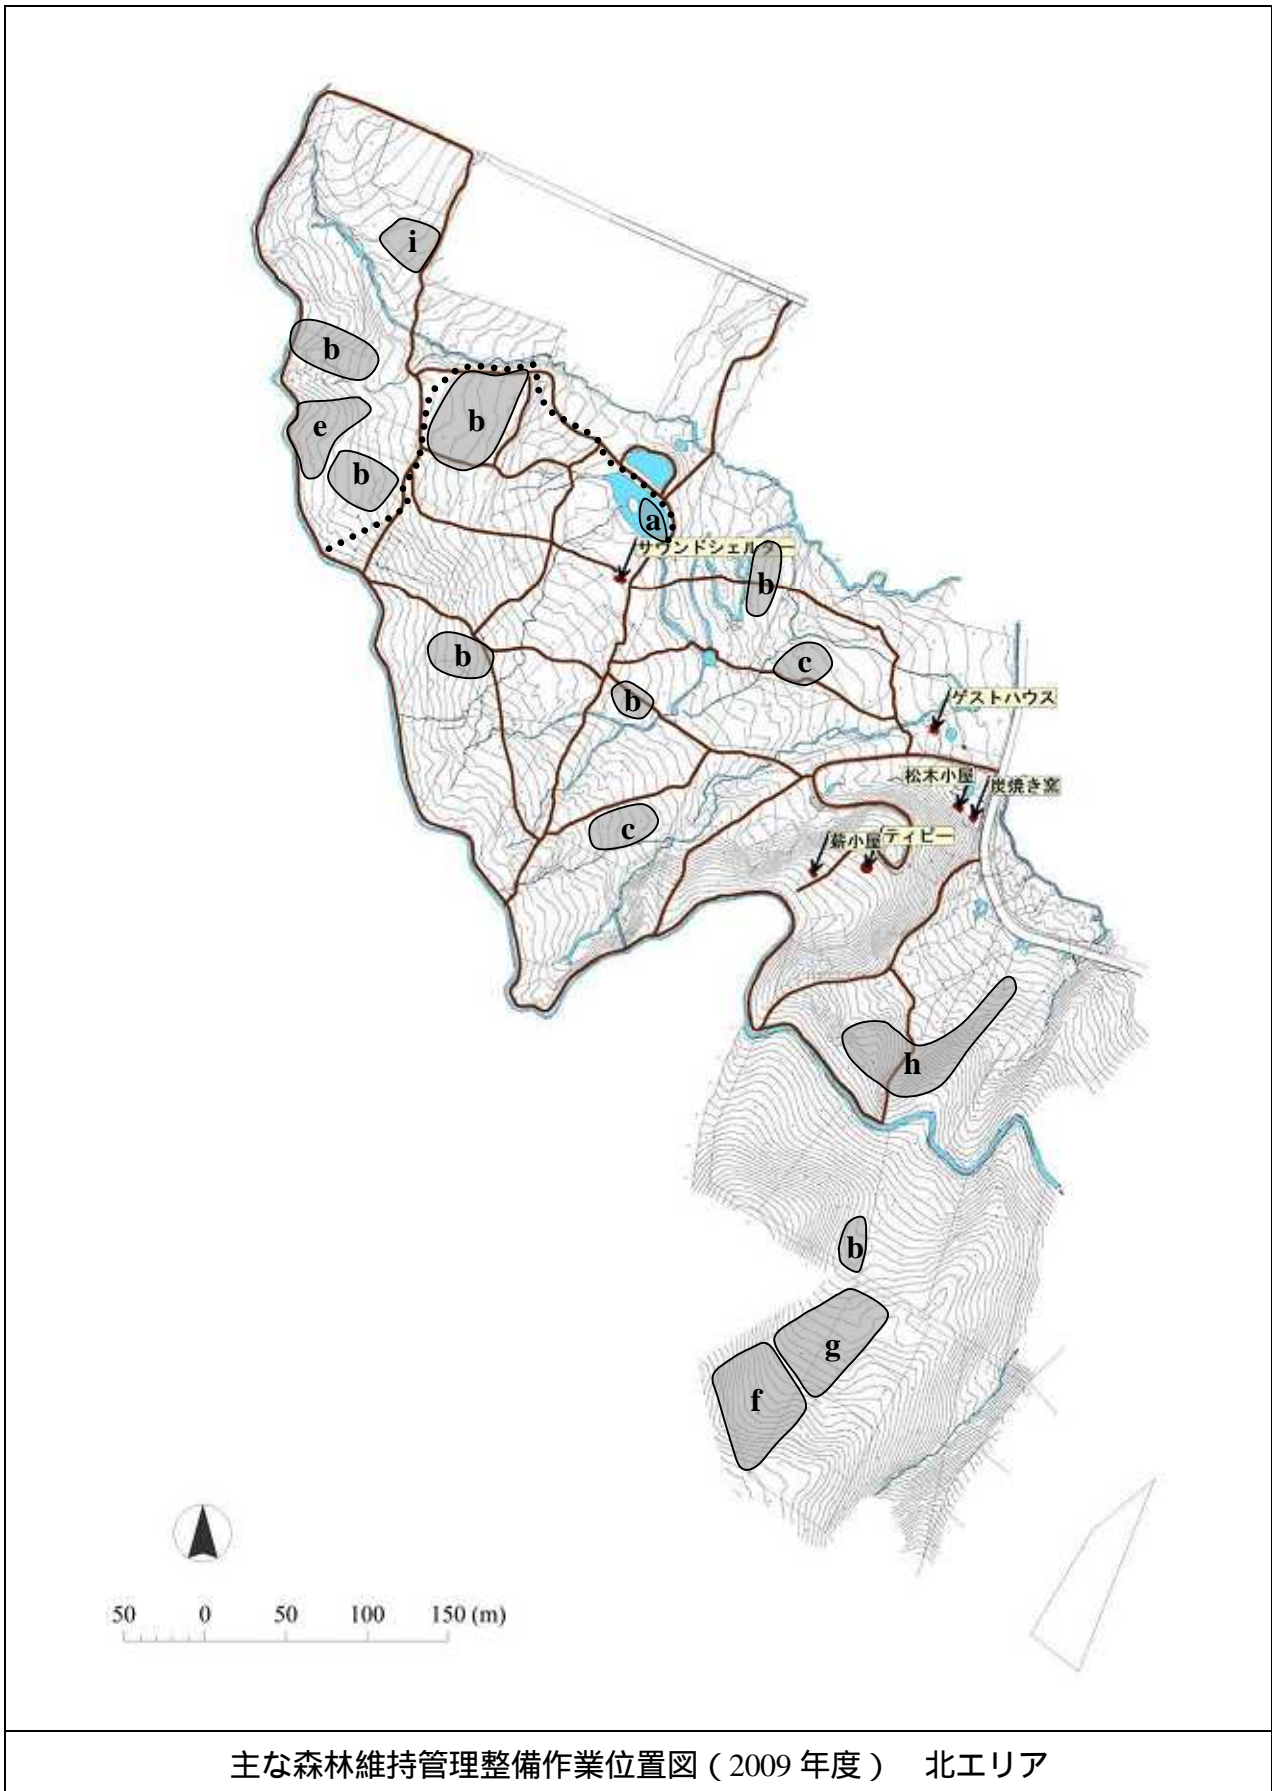 i
b
e
b
b
a
サウンドシェルター
b
b
c
b
ゲストハウス
松木小屋
炭焼き窯
c
薪小屋
ティピー
h
b
g
f
50 0 50 100 150 (m)
主な森林維持管理整備作業位置図（2009 年度） 北エリア